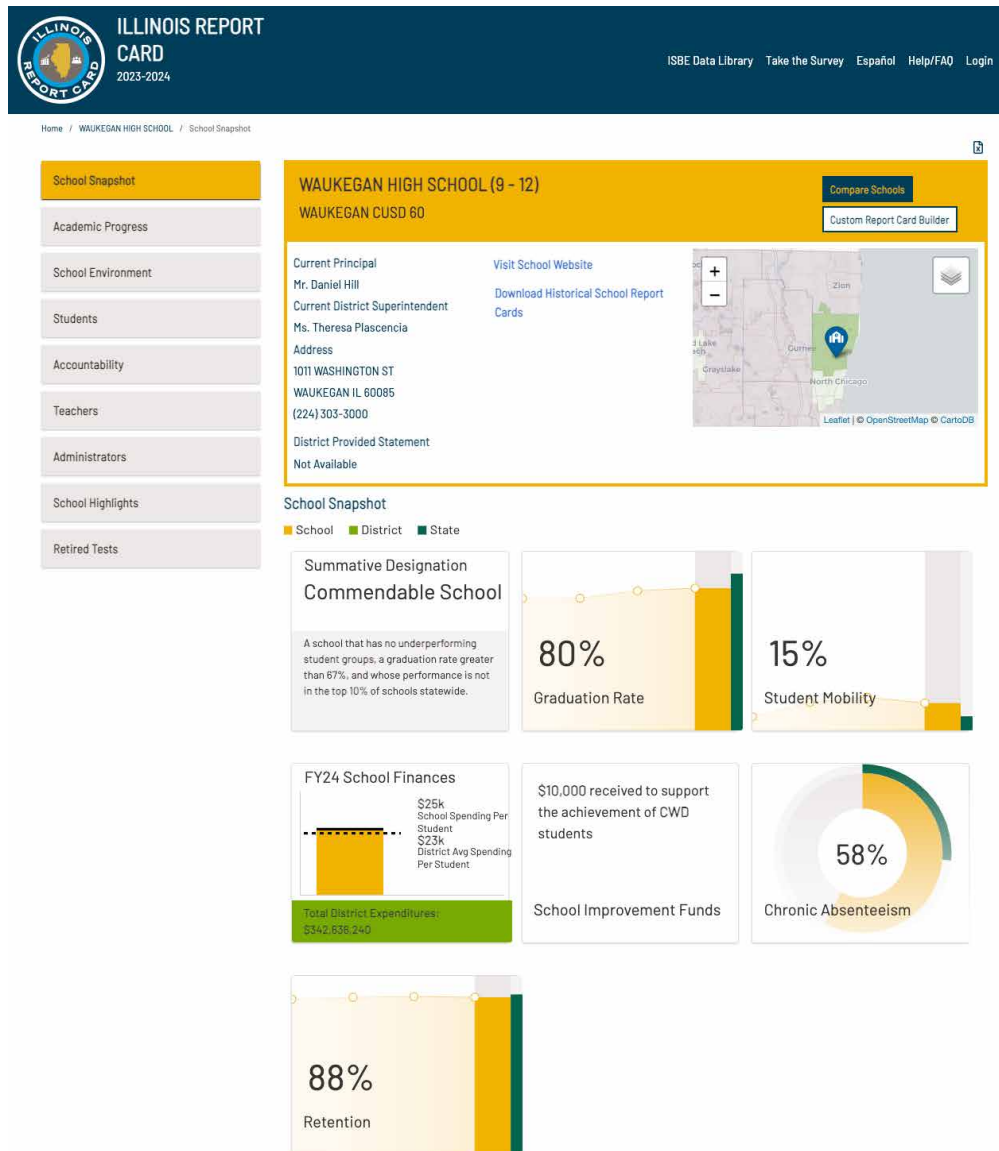 ILLINOIS
REPORT CARD
ILLINOIS REPORT
CARD
2023-2024
ISBE Data Library Take the Survey Español Help/FAQ Login
Home / WAUKEGAN HIGH SCHOOL / School Snapshot
School Snapshot
Academic Progress
School Environment
Students
Accountability
Teachers
Administrators
School Highlights
Retired Tests
WAUKEGAN HIGH SCHOOL (9 - 12)
WAUKEGAN CUSD 60
Compare Schools
Custom Report Card Builder
Current Principal
Mr. Daniel Hill
Current District Superintendent
Ms. Theresa Plascencia
Address
1011 WASHINGTON ST
WAUKEGAN IL 60085
(224) 303-3000
District Provided Statement
Not Available
Visit School Website
Download Historical School Report
Cards
+
−
Zion
Gurnee
Grayslake
North Chicago
Leaflet | © OpenStreetMap © CartoDB
School Snapshot
School District State
Summative Designation
Commendable School
A school that has no underperforming
student groups, a graduation rate greater
than 67%, and whose performance is not
in the top 10% of schools statewide.
80%
Graduation Rate
15%
Student Mobility
FY24 School Finances
$25k
School Spending Per
Student
$23k
District Avg Spending
Per Student
Total District Expenditures:
$342,636,240
$10,000 received to support
the achievement of CWD
students
School Improvement Funds
58%
Chronic Absenteeism
88%
Retention